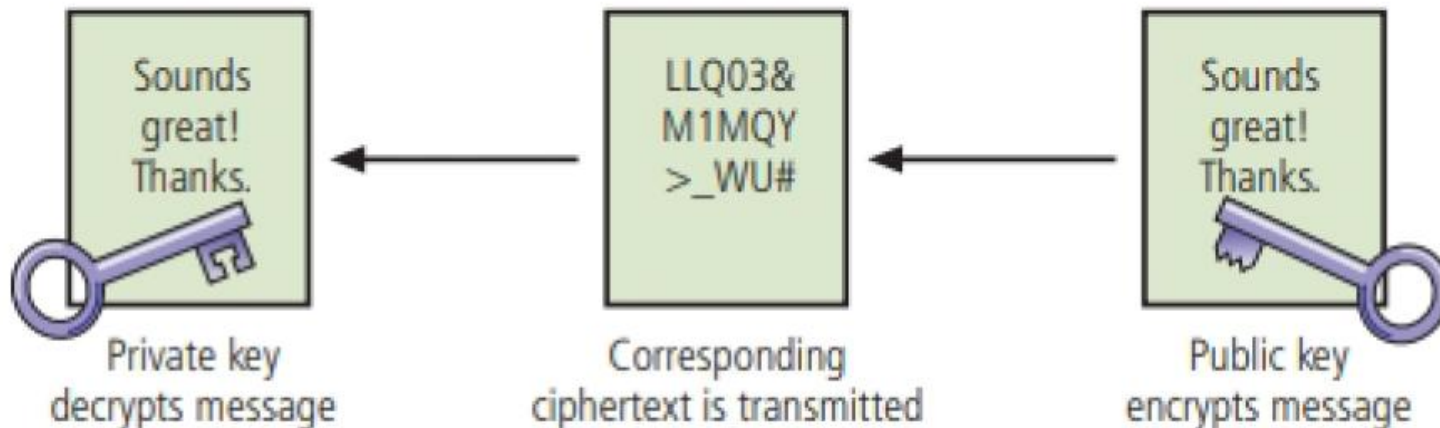 Sounds
great!
Thanks.
Private key
decrypts message
LLQ03&
M1MQY
>_WU#
Corresponding
ciphertext is transmitted
Sounds
great!
Thanks.
Public key
encrypts message